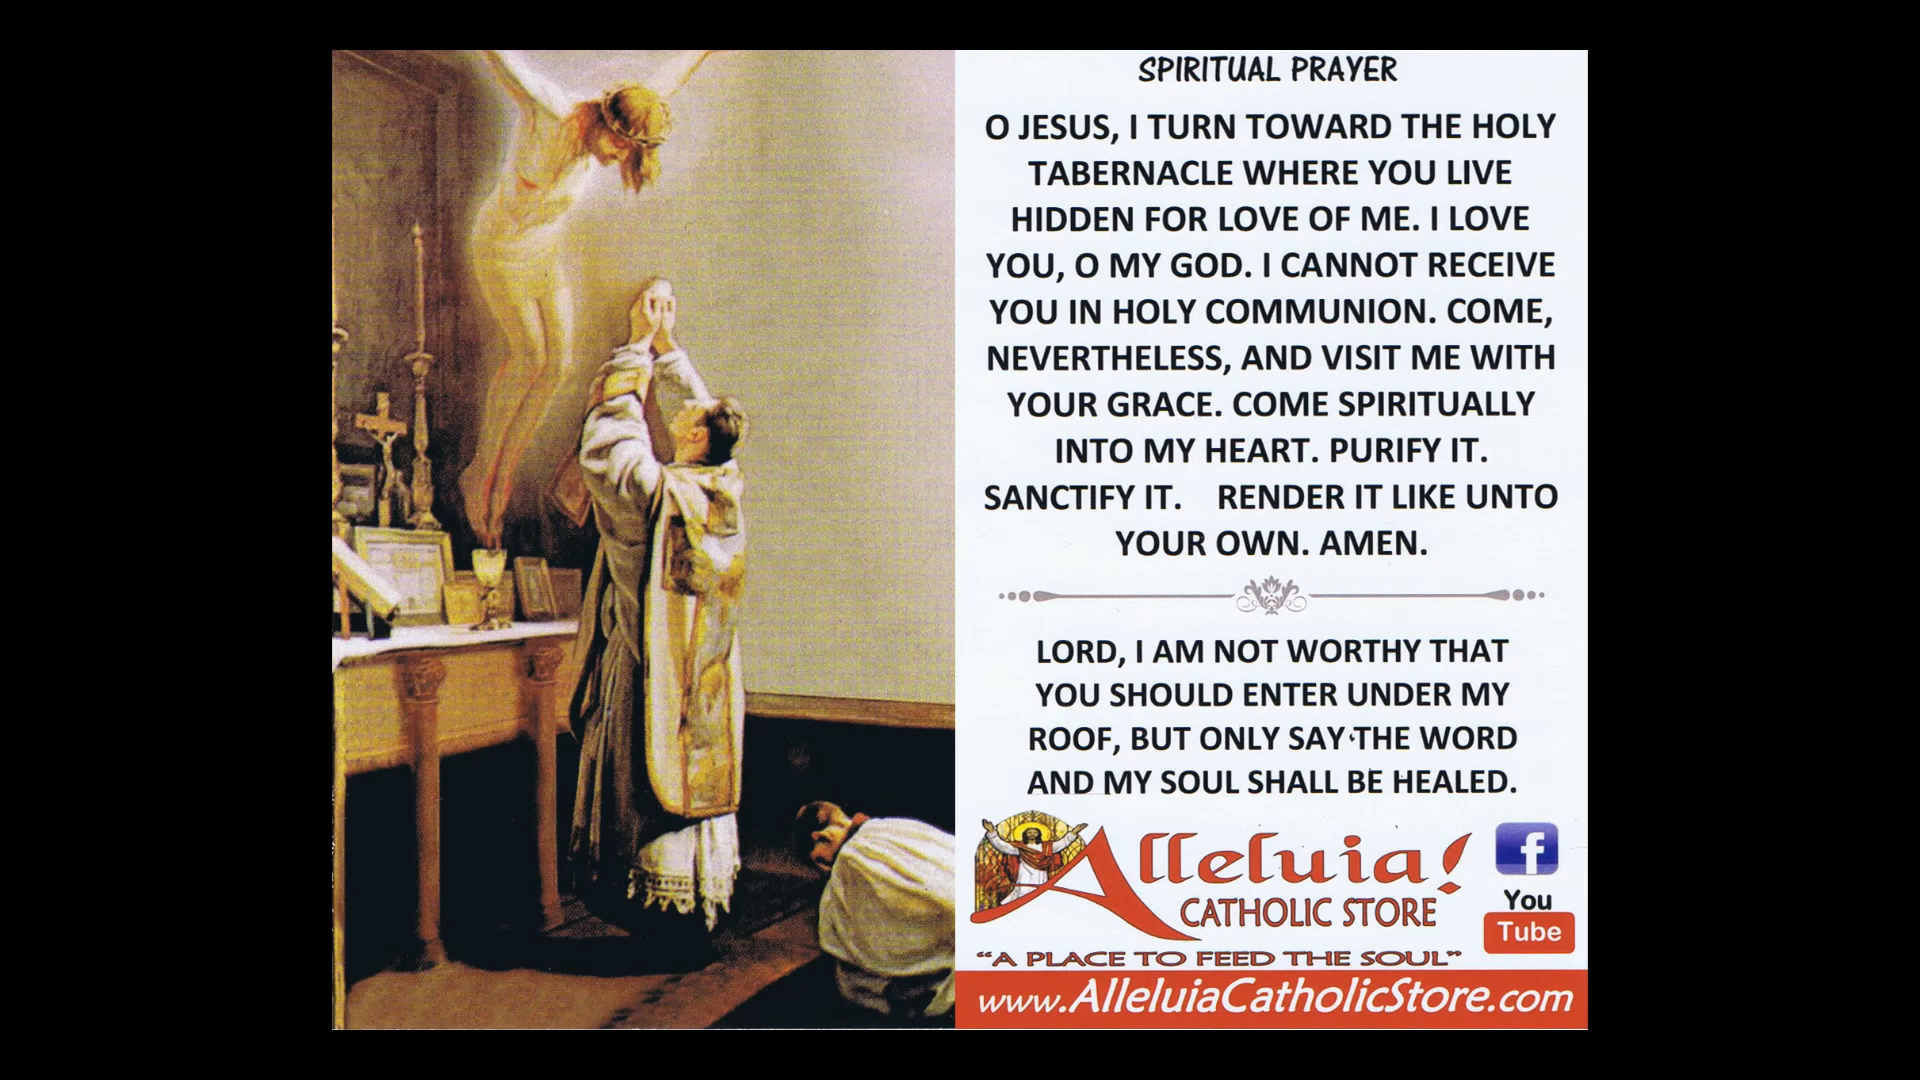 SPIRITUAL PRAYER
O JESUS, I TURN TOWARD THE HOLY
TABERNACLE WHERE YOU LIVE
HIDDEN FOR LOVE OF ME. I LOVE
YOU, O MY GOD. I CANNOT RECEIVE
YOU IN HOLY COMMUNION. COME,
NEVERTHELESS, AND VISIT ME WITH
YOUR GRACE. COME SPIRITUALLY
INTO MY HEART. PURIFY IT.
SANCTIFY IT. RENDER IT LIKE UNTO
YOUR OWN. AMEN.
LORD, I AM NOT WORTHY THAT
YOU SHOULD ENTER UNDER MY
ROOF, BUT ONLY SAY THE WORD
AND MY SOUL SHALL BE HEALED.
Alleluia!
CATHOLIC STORE
"A PLACE TO FEED THE SOUL"
f
You
Tube
www.AlleluiaCatholicStore.com